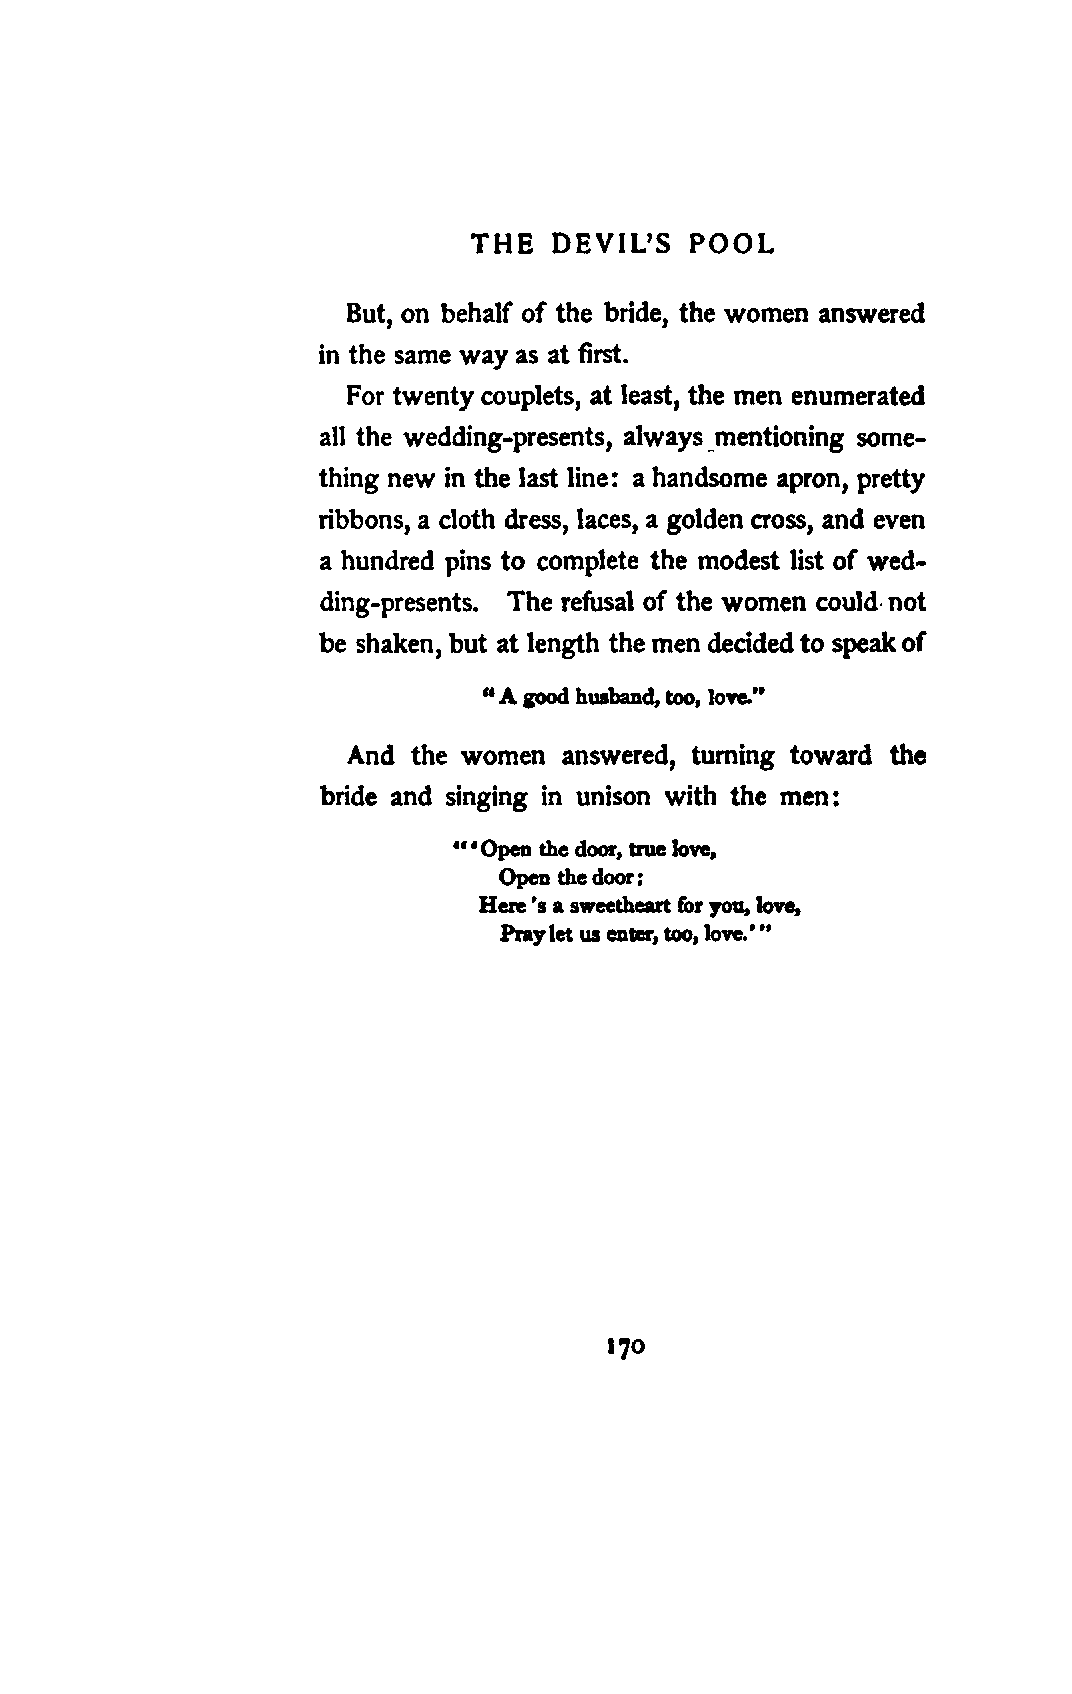 THE DEVIL'S POOL
But, on behalf of the bride, the women answered
in the same way as at first.
For twenty couplets, at least, the men enumerated
all the wedding-presents, always mentioning some-
thing new in the last line: a handsome apron, pretty
ribbons, a cloth dress, laces, a golden cross, and even
a hundred pins to complete the modest list of wed-
ding-presents. The refusal of the women could not
be shaken, but at length the men decided to speak of
"A good husband, too, love."
And the women answered, turning toward the
bride and singing in unison with the men:
"'Open the door, true love,
Open the door;
Here 's a sweetheart for you, love,
Pray let us enter, too, love.'"
170